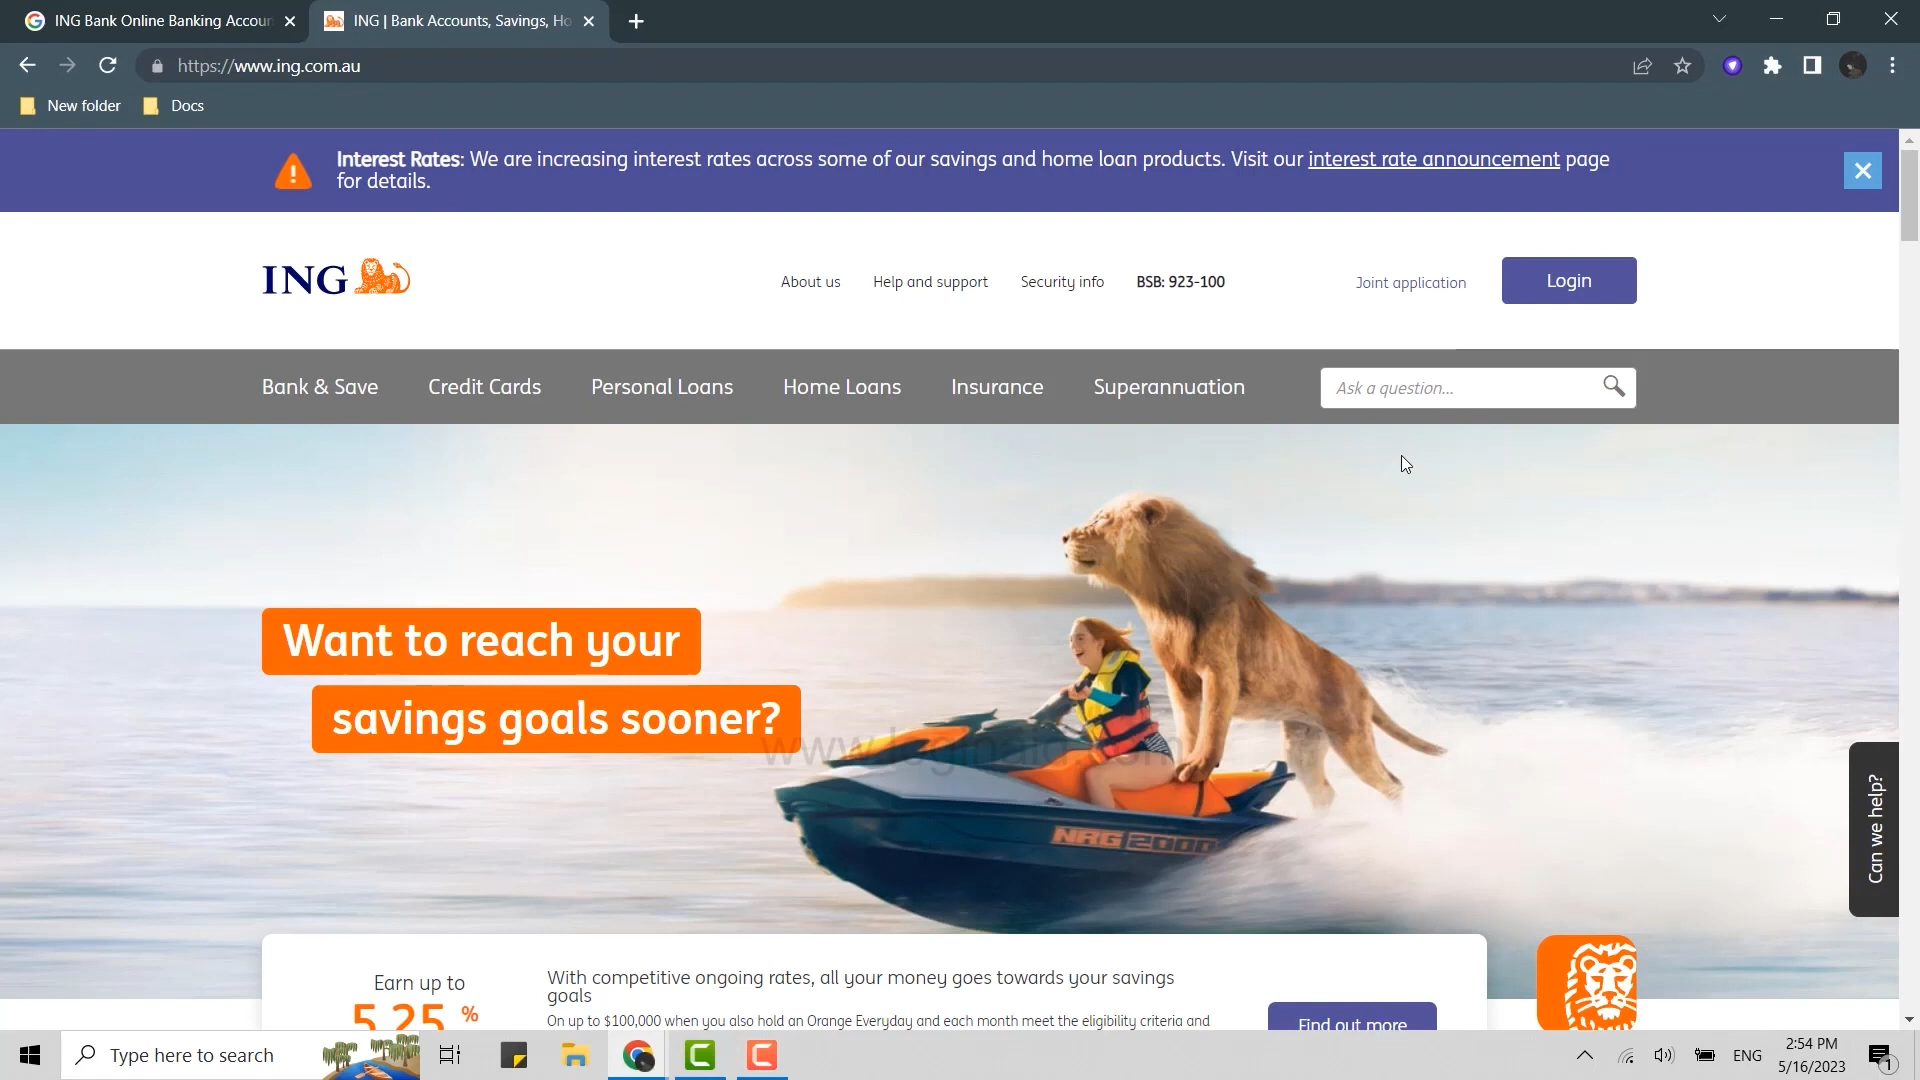 ING Bank Online Banking Accoun
ING | Bank Accounts, Savings, Ho
https://www.ing.com.au
New folder
Docs
Interest Rates: We are increasing interest rates across some of our savings and home loan products. Visit our interest rate announcement page
for details.
ING
About us
Help and support
Security info
BSB: 923-100
Joint application
Login
Bank & Save
Credit Cards
Personal Loans
Home Loans
Insurance
Superannuation
Ask a question...
Want to reach your
savings goals sooner?
NRG 2000
Can we help?
Earn up to
5.25 %
With competitive ongoing rates, all your money goes towards your savings
goals
On up to $100,000 when you also hold an Orange Everyday and each month meet the eligibility criteria and
Find out more
Type here to search
ENG
2:54 PM
5/16/2023
1